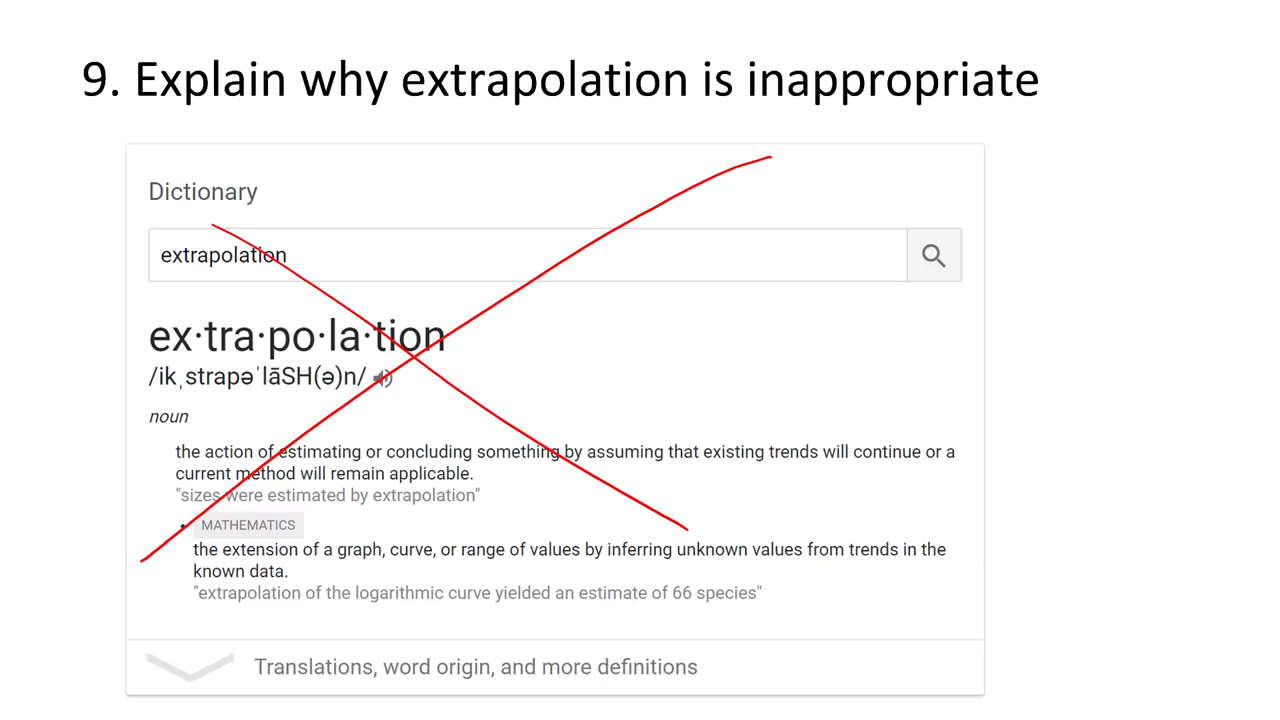 9. Explain why extrapolation is inappropriate
Dictionary
extrapolation
ex·tra·po·la·tion
/ikˌstrapəˈlāSH(ə)n/
noun
the action of estimating or concluding something by assuming that existing trends will continue or a
current method will remain applicable.
"sizes were estimated by extrapolation"
• MATHEMATICS
the extension of a graph, curve, or range of values by inferring unknown values from trends in the
known data.
"extrapolation of the logarithmic curve yielded an estimate of 66 species"
Translations, word origin, and more definitions